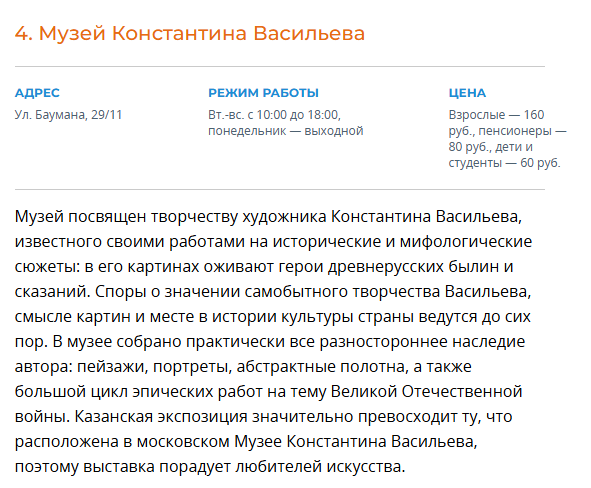 4. Музей Константина Васильева
АДРЕС
Ул. Баумана, 29/11
РЕЖИМ РАБОТЫ
Вт.-вс. с 10:00 до 18:00,
понедельник — выходной
ЦЕНА
Взрослые — 160
руб., пенсионеры —
80 руб., дети и
студенты — 60 руб.
Музей посвящен творчеству художника Константина Васильева,
известного своими работами на исторические и мифологические
сюжеты: в его картинах оживают герои древнерусских былин и
сказаний. Споры о значении самобытного творчества Васильева,
смысле картин и месте в истории культуры страны ведутся до сих
пор. В музее собрано практически все разностороннее наследие
автора: пейзажи, портреты, абстрактные полотна, а также
большой цикл эпических работ на тему Великой Отечественной
войны. Казанская экспозиция значительно превосходит ту, что
расположена в московском Музее Константина Васильева,
поэтому выставка порадует любителей искусства.